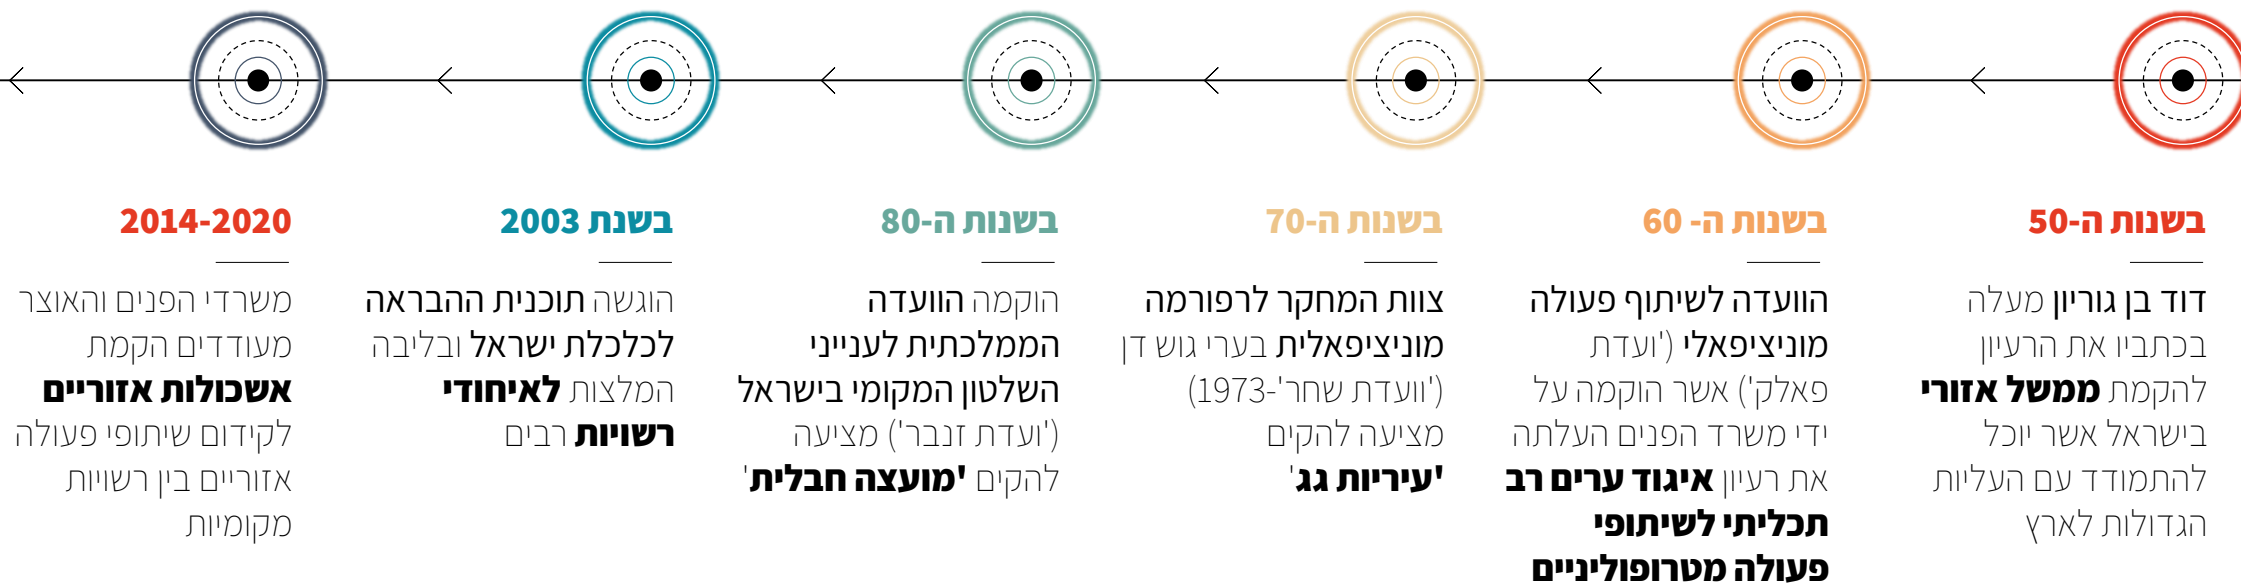 בשנות ה-50
דוד בן גוריון מעלה
בכתביו את הרעיון
להקמת ממשל אזורי
בישראל אשר יוכל
להתמודד עם העליות
הגדולות לארץ
בשנות ה- 60
הוועדה לשיתוף פעולה
מוניציפאלי ('ועדת
פאלק') אשר הוקמה על
ידי משרד הפנים העלתה
את רעיון איגוד ערים רב
תכליתי לשיתופי
פעולה מטרופוליניים
בשנות ה-70
צוות המחקר לרפורמה
מוניציפאלית בערי גוש דן
('וועדת שחר'-1973)
מציעה להקים
'עיריות גג'
בשנות ה-80
הוקמה הוועדה
הממלכתית לענייני
השלטון המקומי בישראל
('ועדת זנבר') מציעה
להקים 'מועצה חבלית'
בשנת 2003
הוגשה תוכנית ההבראה
לכלכלת ישראל ובליבה
המלצות לאיחודי
רשויות רבים
2014-2020
משרדי הפנים והאוצר
מעודדים הקמת
אשכולות אזוריים
לקידום שיתופי פעולה
אזוריים בין רשויות
מקומיות